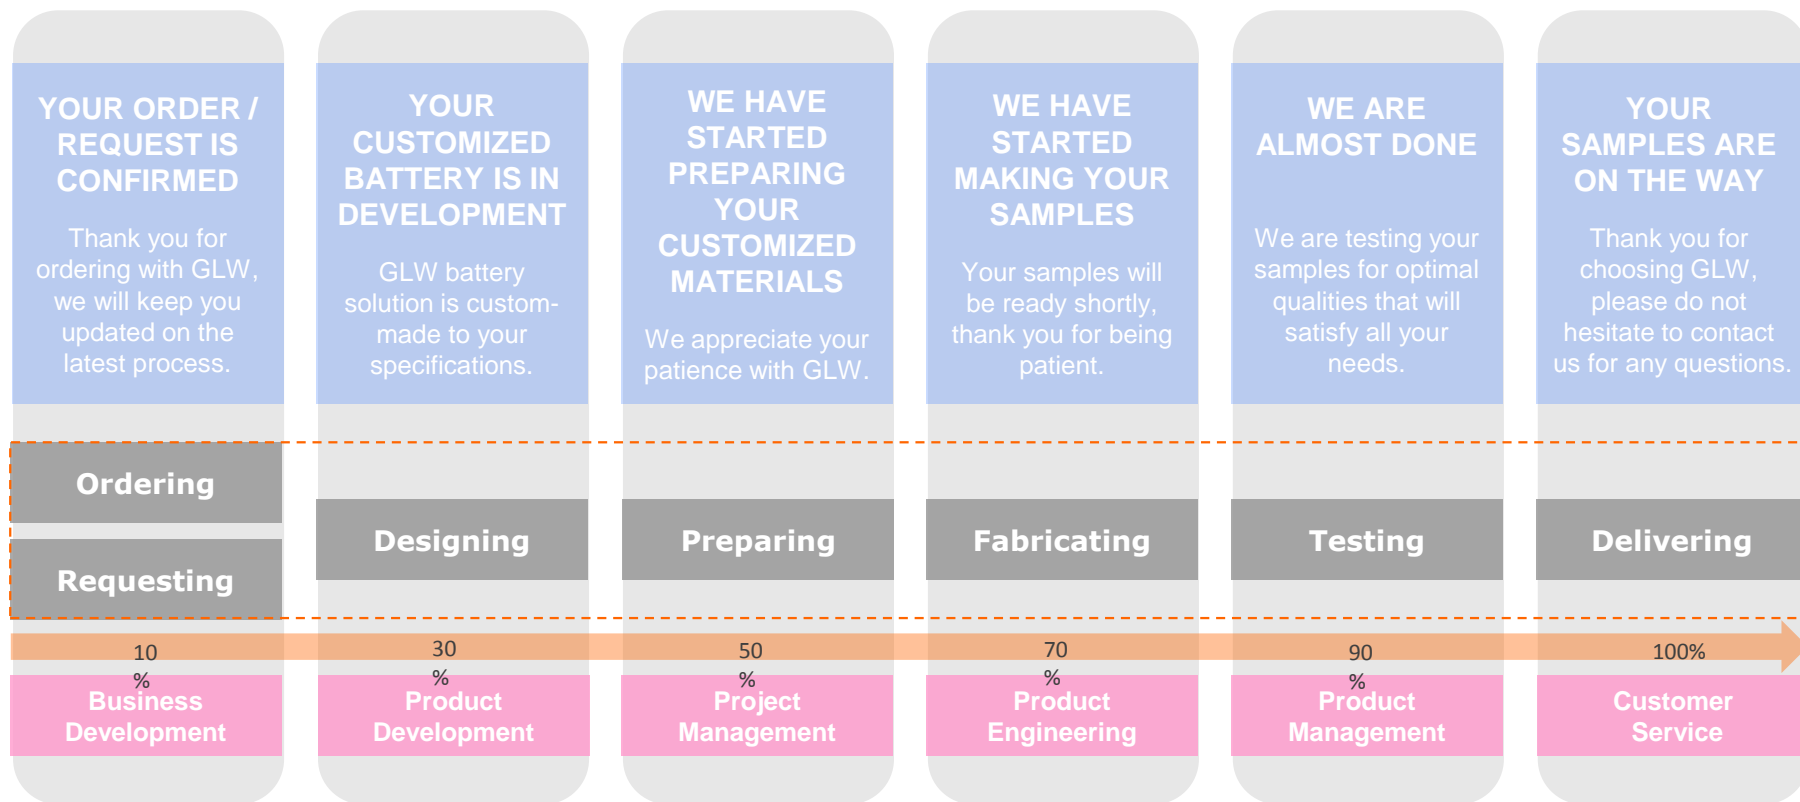 YOUR ORDER /
REQUEST IS
CONFIRMED
Thank you for
ordering with GLW,
we will keep you
updated on the
latest process.
YOUR
CUSTOMIZED
BATTERY IS IN
DEVELOPMENT
GLW battery
solution is custom-
made to your
specifications.
WE HAVE
STARTED
PREPARING
YOUR
CUSTOMIZED
MATERIALS
We appreciate your
patience with GLW.
WE HAVE
STARTED
MAKING YOUR
SAMPLES
Your samples will
be ready shortly,
thank you for being
patient.
WE ARE
ALMOST DONE
We are testing your
samples for optimal
qualities that will
satisfy all your
needs.
YOUR
SAMPLES ARE
ON THE WAY
Thank you for
choosing GLW,
please do not
hesitate to contact
us for any questions.
Ordering
Requesting
Designing
Preparing
Fabricating
Testing
Delivering
10
%
30
%
50
%
70
%
90
%
100%
Business
Development
Product
Development
Project
Management
Product
Engineering
Product
Management
Customer
Service